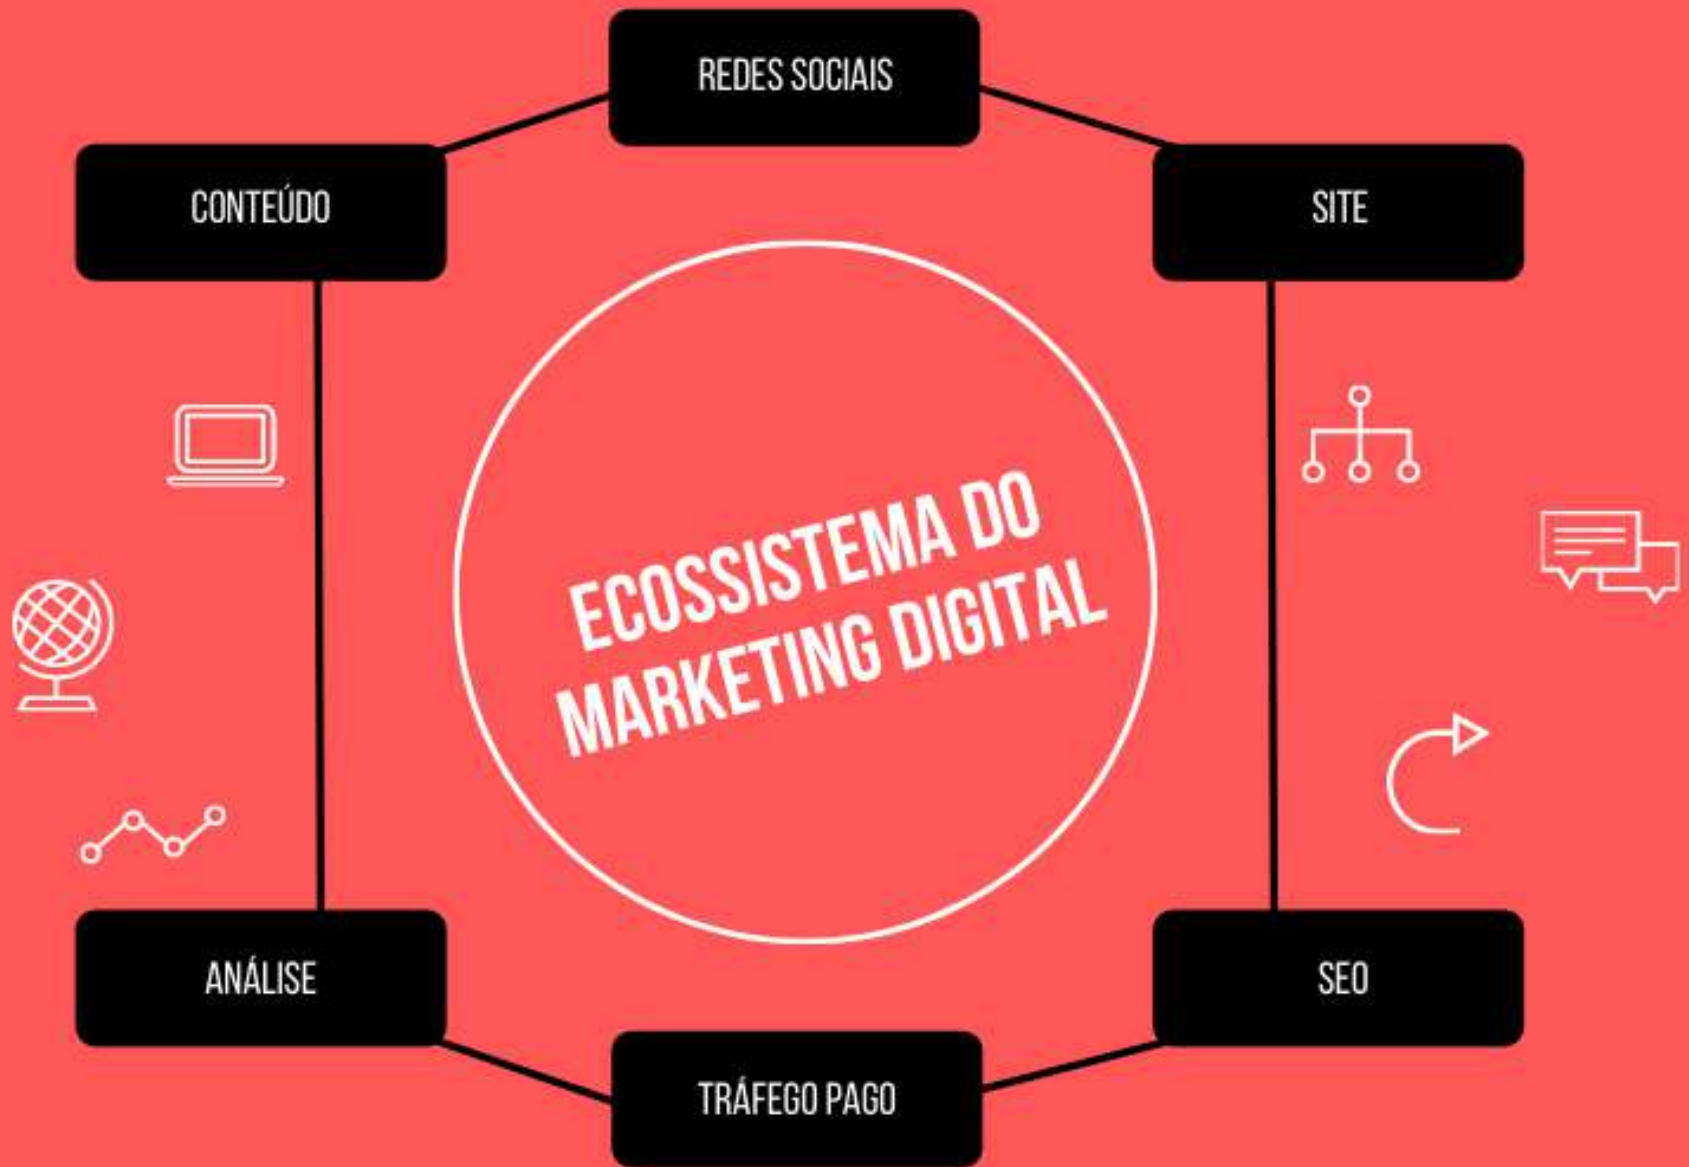 REDES SOCIAIS
CONTEÚDO
SITE
ECOSSISTEMA DO
MARKETING DIGITAL
ANÁLISE
SEO
TRÁFEGO PAGO